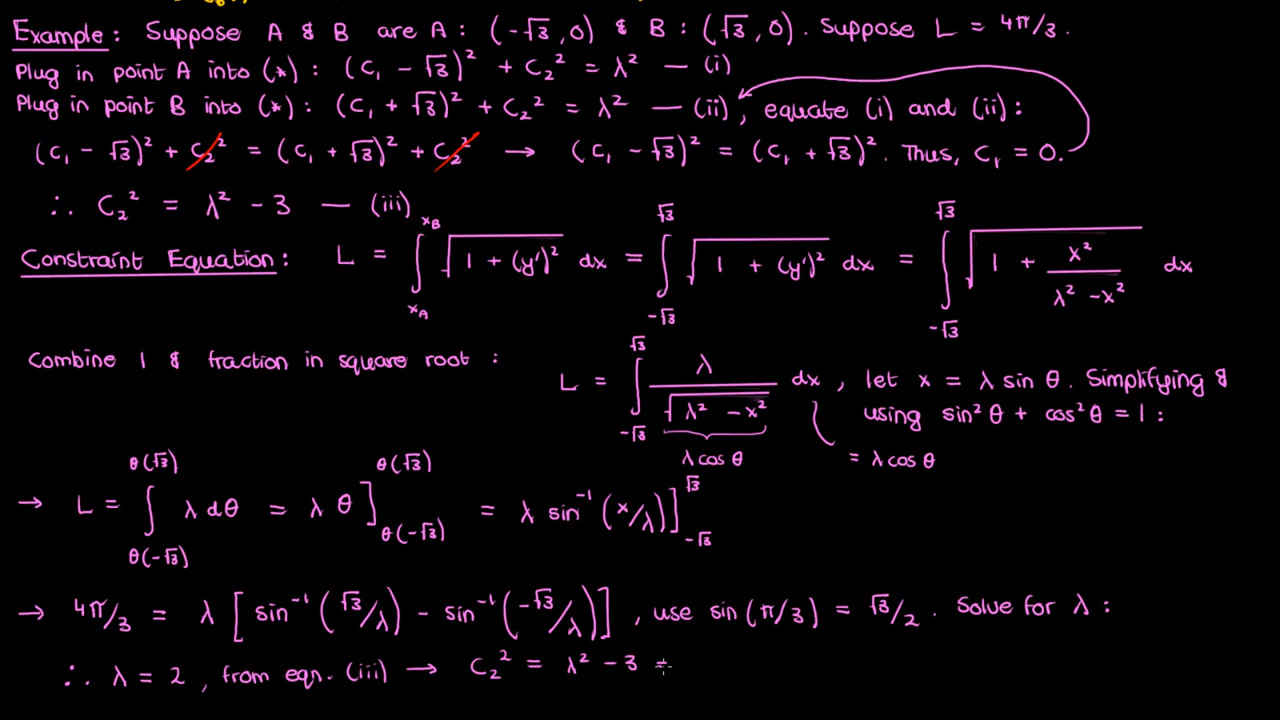 Example: Suppose A & B are A: (-√3, 0) & B: (√3, 0). Suppose L = 4π/3.
Plug in point A into (*): (C₁ - √3)² + C₂² = λ² — (i)
Plug in point B into (*): (C₁ + √3)² + C₂² = λ² — (ii), equate (i) and (ii):
(C₁ - √3)² + C₂² = (C₁ + √3)² + C₂² → (C₁ - √3)² = (C₁ + √3)². Thus, C₁ = 0.
∴ C₂² = λ² - 3 — (iii)
Constraint Equation: L = ∫_{x_A}^{x_B} √(1 + (y')²) dx = ∫_{-√3}^{√3} √(1 + (y')²) dx = ∫_{-√3}^{√3} √(1 + x²/(λ² - x²)) dx
Combine 1 & fraction in square root: L = ∫_{-√3}^{√3} λ/√(λ² - x²) dx, let x = λ sin θ. Simplifying &
using sin²θ + cos²θ = 1:
λ cos θ = λ cos θ
→ L = ∫_{θ(-√3)}^{θ(√3)} λ dθ = λ θ]_{θ(-√3)}^{θ(√3)} = λ sin⁻¹(x/λ)]_{-√3}^{√3}
→ 4π/3 = λ [sin⁻¹(√3/λ) - sin⁻¹(-√3/λ)], use sin(π/3) = √3/2. Solve for λ:
∴ λ = 2, from eqn. (iii) → C₂² = λ² - 3 =